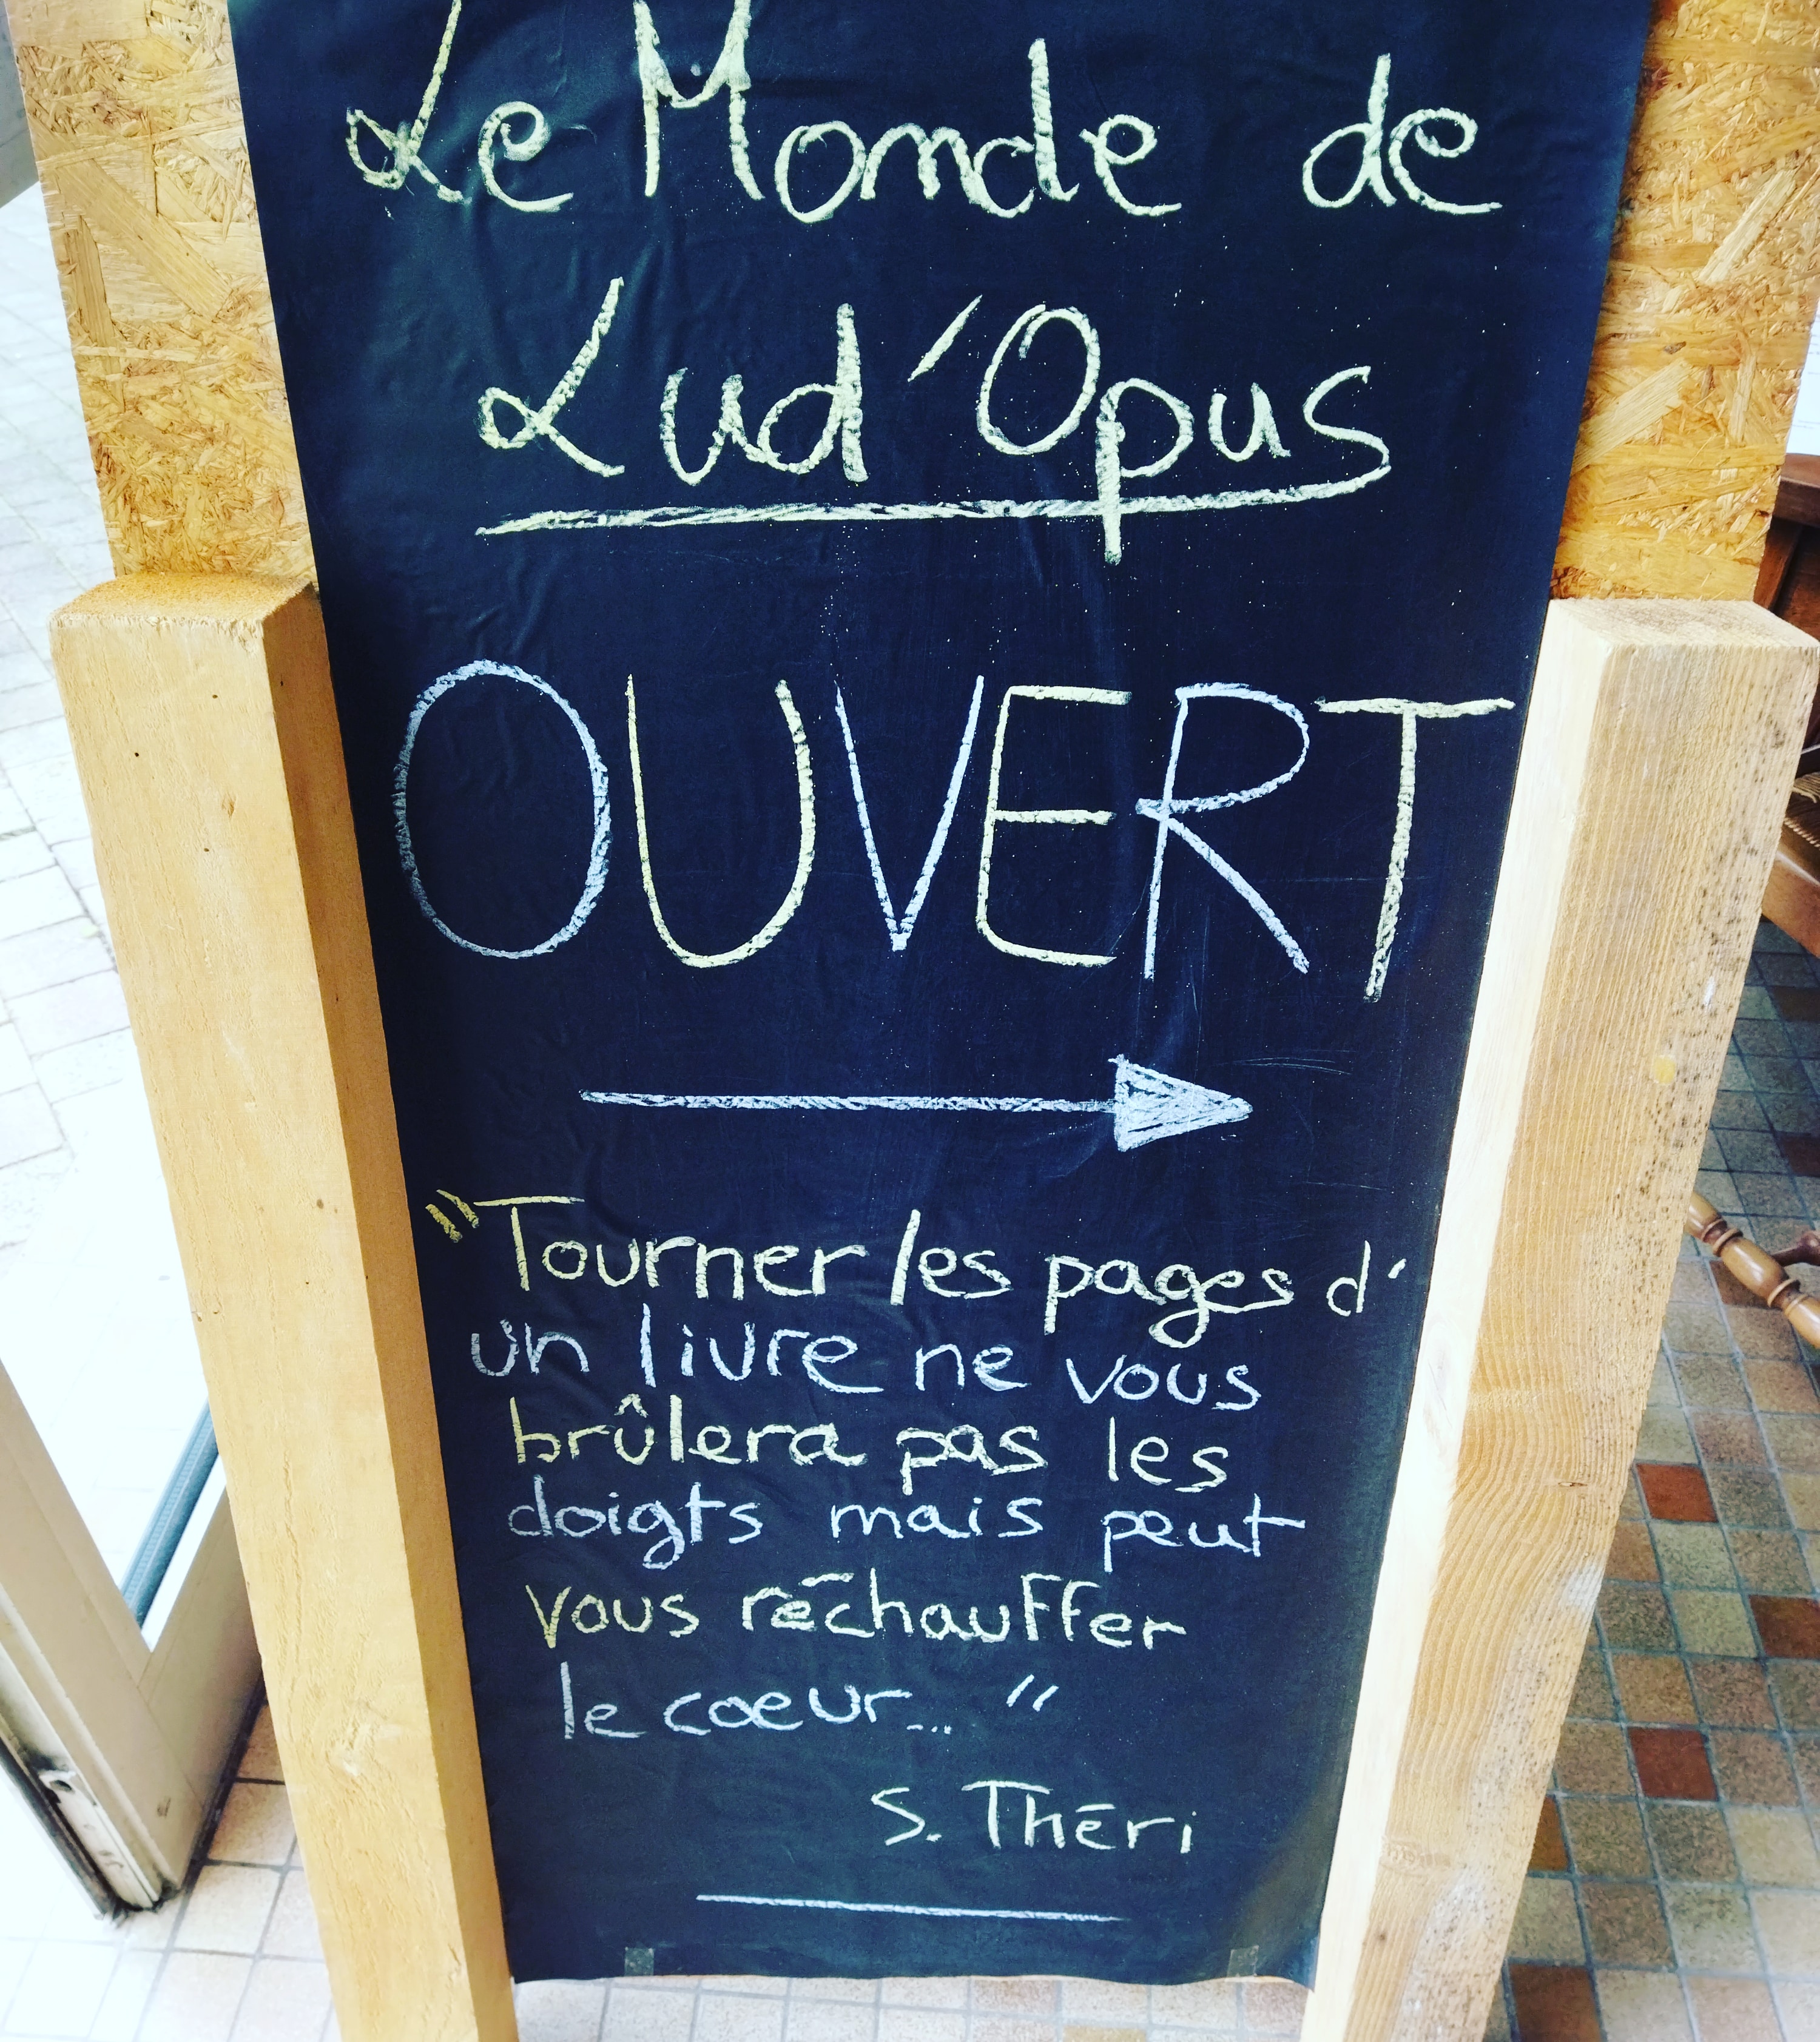 Le Monde de
Lud'Opus
OUVERT
"Tourner les pages d'
un livre ne vous
brûlera pas les
doigts mais peut
vous réchauffer
le coeur..."
S. Théri